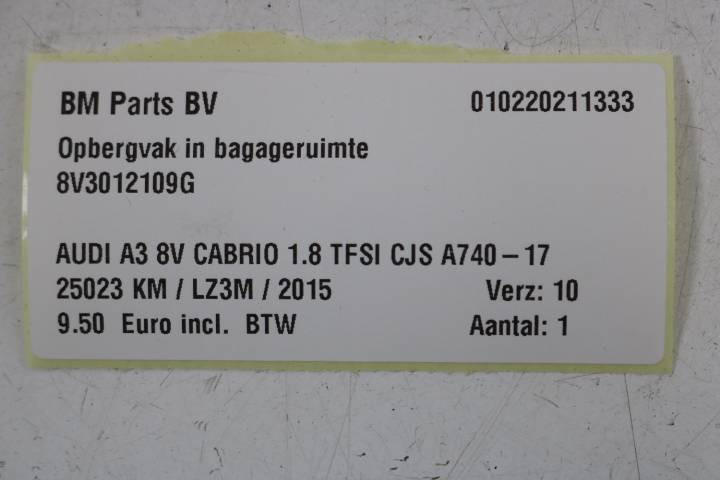 BM Parts BV 010220211333
Opbergvak in bagageruimte
8V3012109G
AUDI A3 8V CABRIO 1.8 TFSI CJS A740 – 17
25023 KM / LZ3M / 2015 Verz: 10
9.50 Euro incl. BTW Aantal: 1